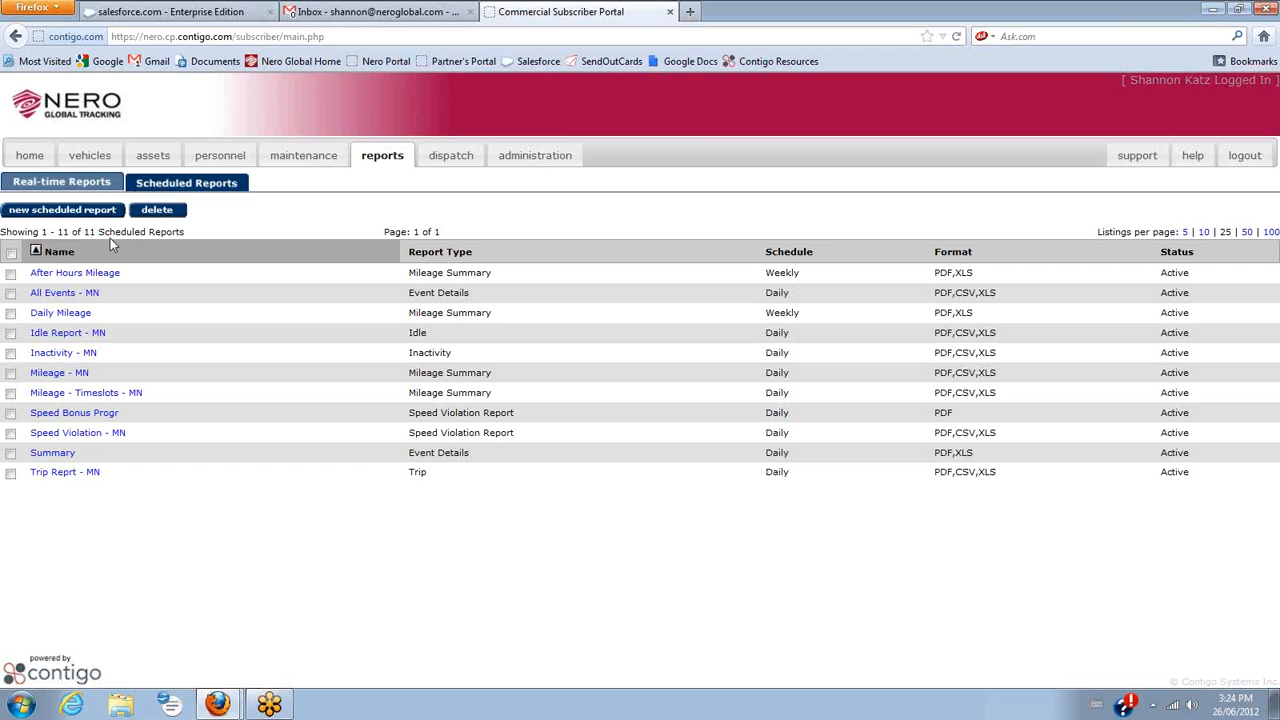 Firefox
salesforce.com - Enterprise Edition
Inbox - shannon@neroglobal.com - ...
Commercial Subscriber Portal
contigo.com
https://nero.cp.contigo.com/subscriber/main.php
Ask.com
Most Visited
Google
Gmail
Documents
Nero Global Home
Nero Portal
Partner's Portal
Salesforce
SendOutCards
Google Docs
Contigo Resources
Bookmarks
[ Shannon Katz Logged In ]
NERO
GLOBAL TRACKING
home vehicles assets personnel maintenance reports dispatch administration support help logout
Real-time Reports Scheduled Reports
new scheduled report delete
Showing 1 - 11 of 11 Scheduled Reports Page: 1 of 1 Listings per page: 5 | 10 | 25 | 50 | 100
Name Report Type Schedule Format Status
After Hours Mileage Mileage Summary Weekly PDF,XLS Active
All Events - MN Event Details Daily PDF,CSV,XLS Active
Daily Mileage Mileage Summary Weekly PDF,XLS Active
Idle Report - MN Idle Daily PDF,CSV,XLS Active
Inactivity - MN Inactivity Daily PDF,CSV,XLS Active
Mileage - MN Mileage Summary Daily PDF,CSV,XLS Active
Mileage - Timeslots - MN Mileage Summary Daily PDF,CSV,XLS Active
Speed Bonus Progr Speed Violation Report Daily PDF Active
Speed Violation - MN Speed Violation Report Daily PDF,CSV,XLS Active
Summary Event Details Daily PDF,XLS Active
Trip Reprt - MN Trip Daily PDF,CSV,XLS Active
powered by
contigo
© Contigo Systems Inc.
3:24 PM
26/06/2012